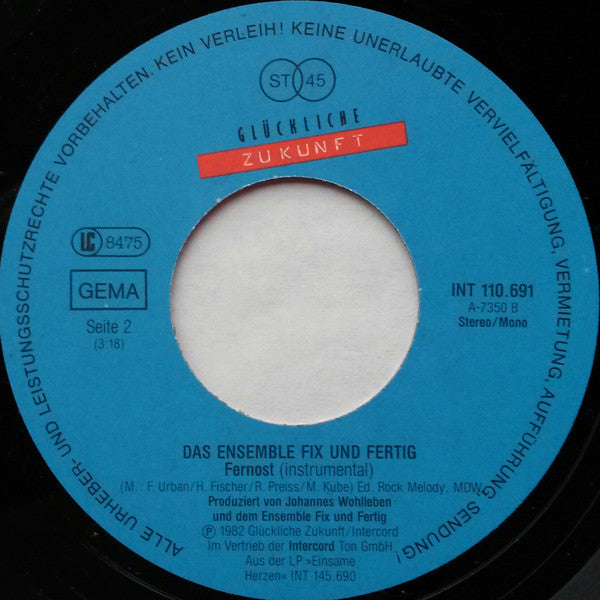 ALLE URHEBER- UND LEISTUNGSSCHUTZRECHTE VORBEHALTEN. KEIN VERLEIH! KEINE UNERLAUBTE VERVIELFÄLTIGUNG, VERMIETUNG, AUFFÜHRUNG, SENDUNG!
ST 45
GLÜCKLICHE
ZUKUNFT
LC 8475
GEMA
Seite 2
(3:18)
INT 110.691
A-7350 B
Stereo/Mono
DAS ENSEMBLE FIX UND FERTIG
Fernost (instrumental)
(M.: F. Urban/H. Fischer/R. Preiss/M. Kube) Ed. Rock Melody, MDW
Produziert von Johannes Wohlleben
und dem Ensemble Fix und Fertig
℗ 1982 Glückliche Zukunft/Intercord
im Vertrieb der Intercord Ton GmbH
Aus der LP »Einsame
Herzen« INT 145.690